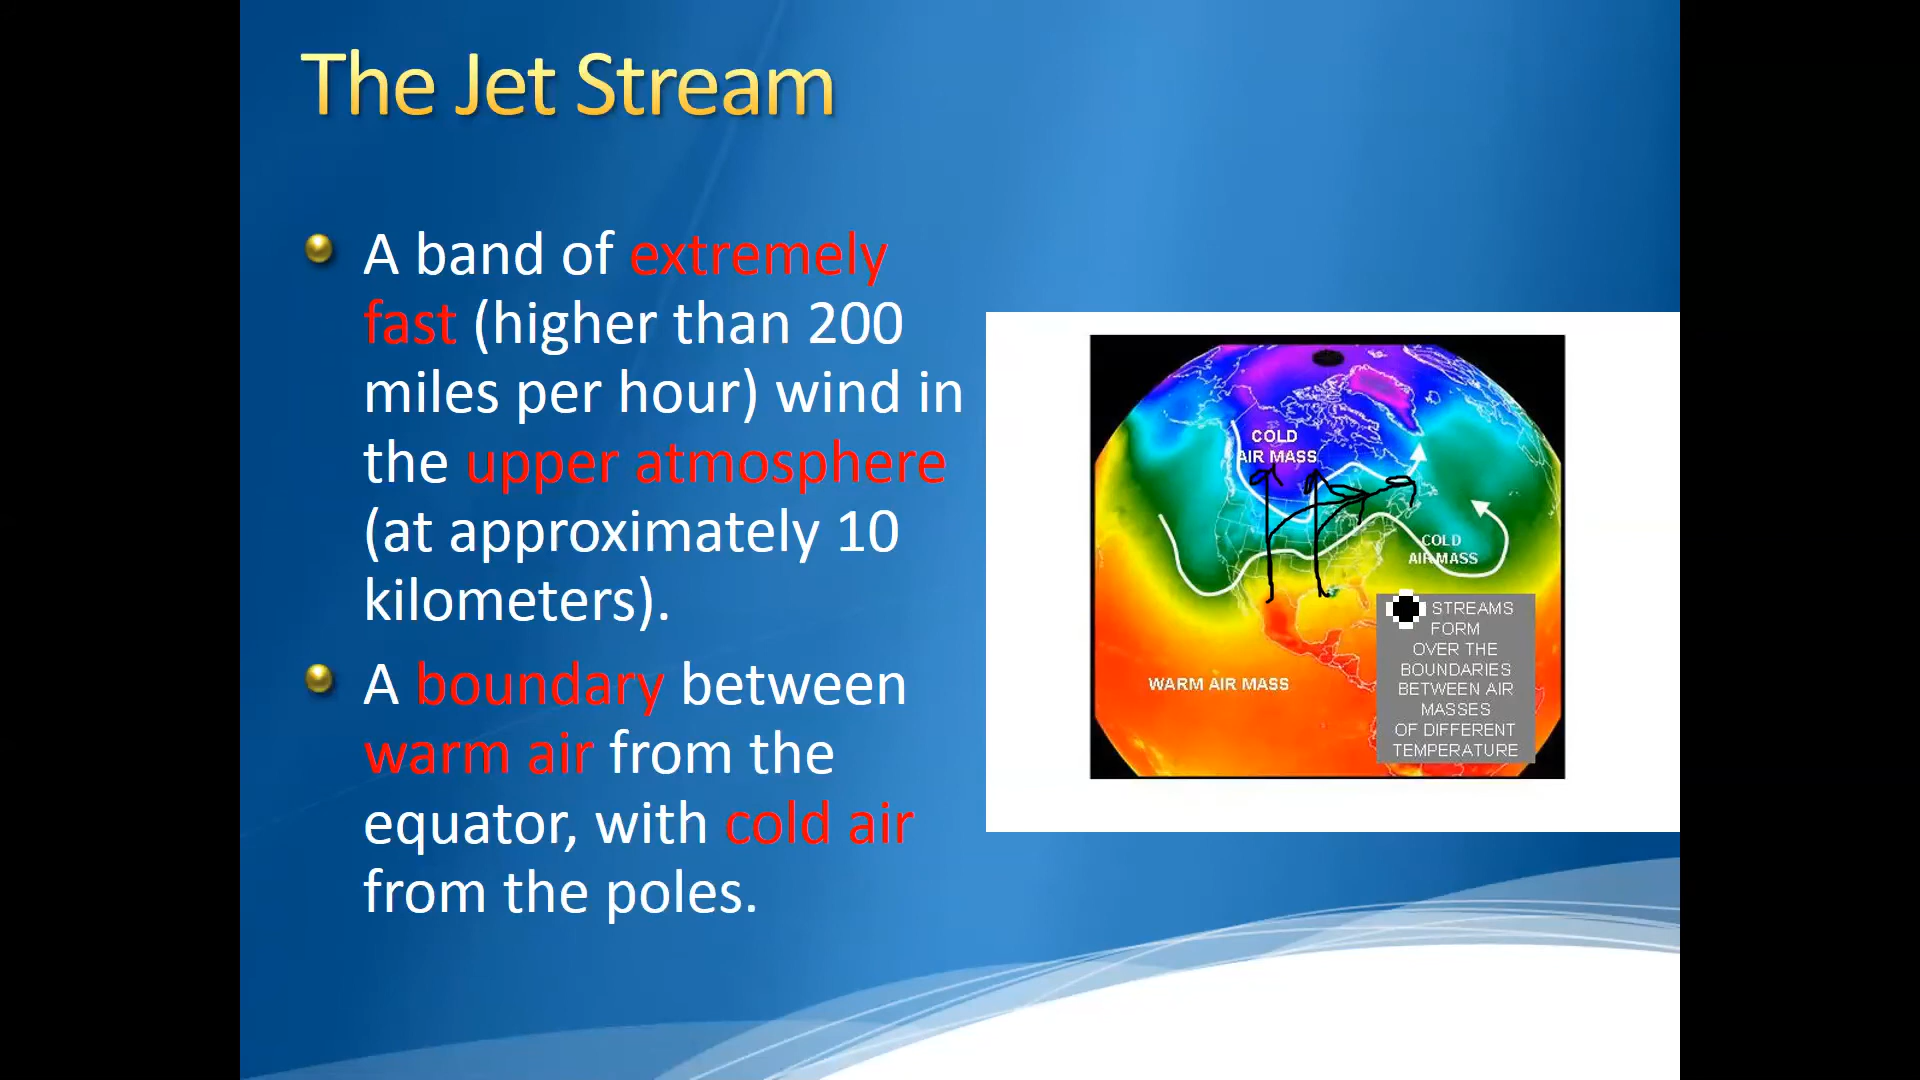 The Jet Stream
A band of extremely
fast (higher than 200
miles per hour) wind in
the upper atmosphere
(at approximately 10
kilometers).
A boundary between
warm air from the
equator, with cold air
from the poles.
COLD
AIR MASS
COLD
AIR MASS
WARM AIR MASS
STREAMS
FORM
OVER THE
BOUNDARIES
BETWEEN AIR
MASSES
OF DIFFERENT
TEMPERATURE